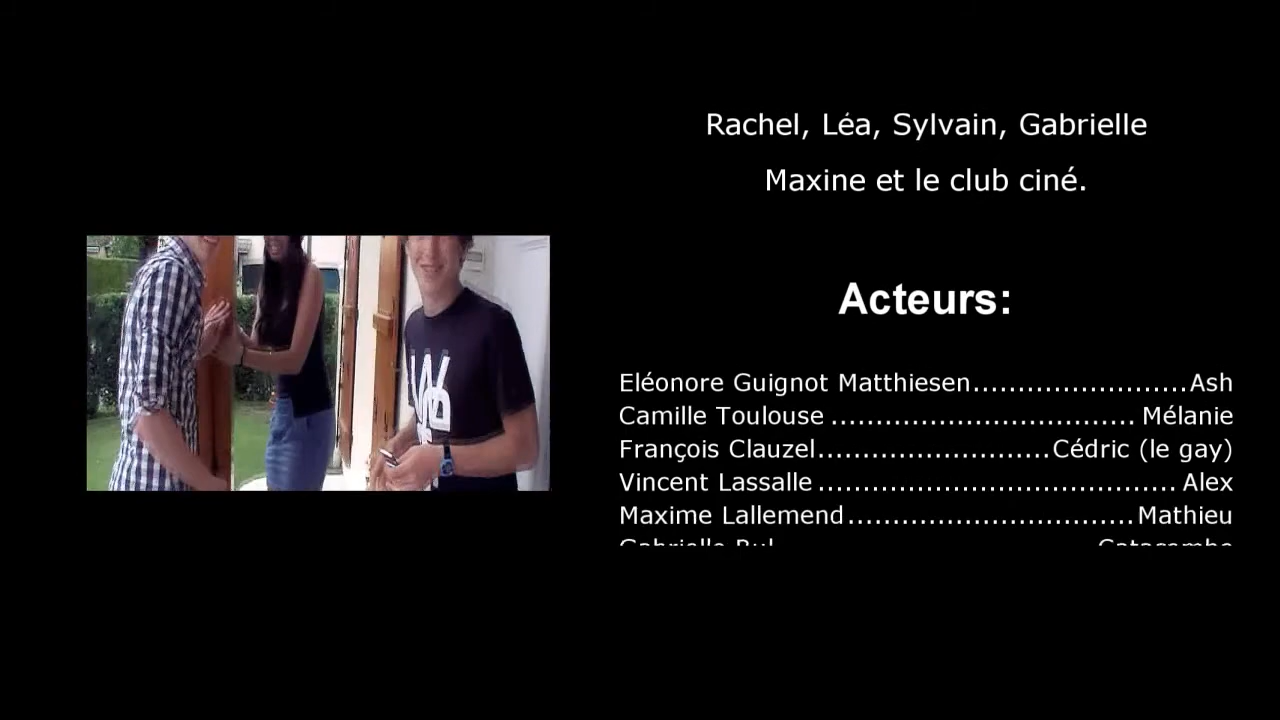 Rachel, Léa, Sylvain, Gabrielle
Maxine et le club ciné.
Acteurs:
Eléonore Guignot Matthiesen........................Ash
Camille Toulouse .................................. Mélanie
François Clauzel..........................Cédric (le gay)
Vincent Lassalle ........................................ Alex
Maxime Lallemend................................Mathieu
Gabrielle